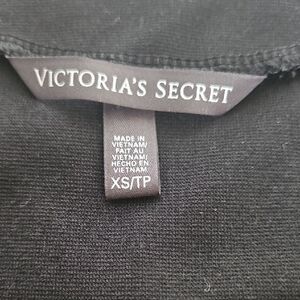 VICTORIA'S SECRET
MADE IN
VIETNAM/
FAIT AU
VIETNAM/
HECHO EN
VIETNAM
XS/TP